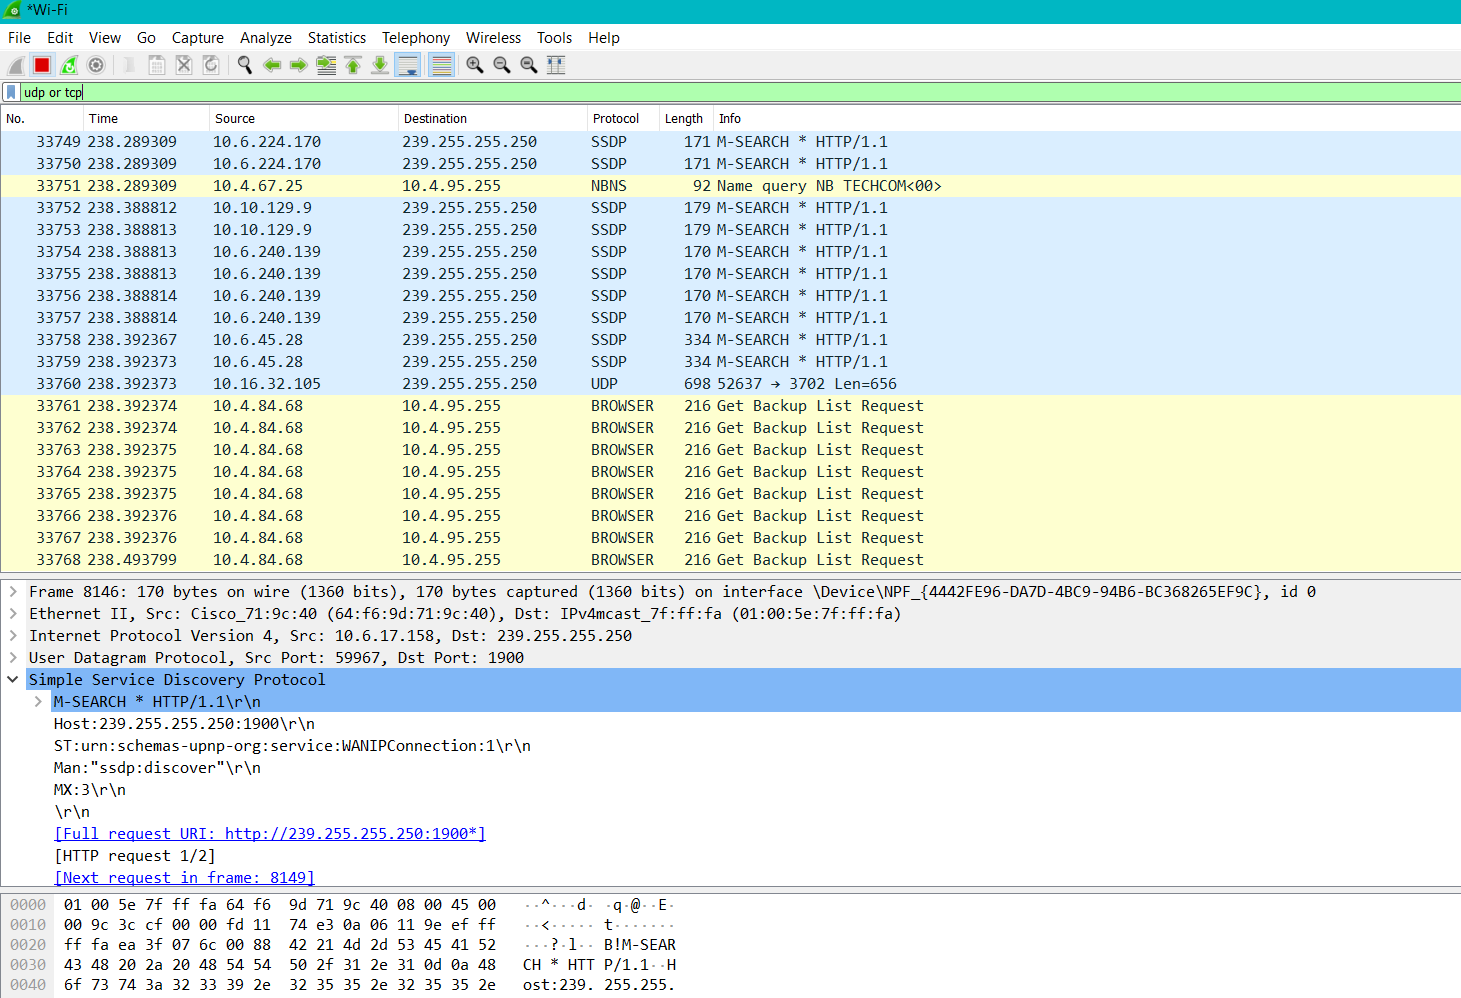 *Wi-Fi
File Edit View Go Capture Analyze Statistics Telephony Wireless Tools Help
udp or tcp
No. Time Source Destination Protocol Length Info
33749 238.289309 10.6.224.170 239.255.255.250 SSDP 171 M-SEARCH * HTTP/1.1
33750 238.289309 10.6.224.170 239.255.255.250 SSDP 171 M-SEARCH * HTTP/1.1
33751 238.289309 10.4.67.25 10.4.95.255 NBNS 92 Name query NB TECHCOM<00>
33752 238.388812 10.10.129.9 239.255.255.250 SSDP 179 M-SEARCH * HTTP/1.1
33753 238.388813 10.10.129.9 239.255.255.250 SSDP 179 M-SEARCH * HTTP/1.1
33754 238.388813 10.6.240.139 239.255.255.250 SSDP 170 M-SEARCH * HTTP/1.1
33755 238.388813 10.6.240.139 239.255.255.250 SSDP 170 M-SEARCH * HTTP/1.1
33756 238.388814 10.6.240.139 239.255.255.250 SSDP 170 M-SEARCH * HTTP/1.1
33757 238.388814 10.6.240.139 239.255.255.250 SSDP 170 M-SEARCH * HTTP/1.1
33758 238.392367 10.6.45.28 239.255.255.250 SSDP 334 M-SEARCH * HTTP/1.1
33759 238.392373 10.6.45.28 239.255.255.250 SSDP 334 M-SEARCH * HTTP/1.1
33760 238.392373 10.16.32.105 239.255.255.250 UDP 698 52637 → 3702 Len=656
33761 238.392374 10.4.84.68 10.4.95.255 BROWSER 216 Get Backup List Request
33762 238.392374 10.4.84.68 10.4.95.255 BROWSER 216 Get Backup List Request
33763 238.392375 10.4.84.68 10.4.95.255 BROWSER 216 Get Backup List Request
33764 238.392375 10.4.84.68 10.4.95.255 BROWSER 216 Get Backup List Request
33765 238.392375 10.4.84.68 10.4.95.255 BROWSER 216 Get Backup List Request
33766 238.392376 10.4.84.68 10.4.95.255 BROWSER 216 Get Backup List Request
33767 238.392376 10.4.84.68 10.4.95.255 BROWSER 216 Get Backup List Request
33768 238.493799 10.4.84.68 10.4.95.255 BROWSER 216 Get Backup List Request
Frame 8146: 170 bytes on wire (1360 bits), 170 bytes captured (1360 bits) on interface \Device\NPF_{4442FE96-DA7D-4BC9-94B6-BC368265EF9C}, id 0
Ethernet II, Src: Cisco_71:9c:40 (64:f6:9d:71:9c:40), Dst: IPv4mcast_7f:ff:fa (01:00:5e:7f:ff:fa)
Internet Protocol Version 4, Src: 10.6.17.158, Dst: 239.255.255.250
User Datagram Protocol, Src Port: 59967, Dst Port: 1900
Simple Service Discovery Protocol
M-SEARCH * HTTP/1.1\r\n
Host:239.255.255.250:1900\r\n
ST:urn:schemas-upnp-org:service:WANIPConnection:1\r\n
Man:"ssdp:discover"\r\n
MX:3\r\n
\r\n
[Full request URI: http://239.255.255.250:1900*]
[HTTP request 1/2]
[Next request in frame: 8149]
0000 01 00 5e 7f ff fa 64 f6 9d 71 9c 40 08 00 45 00 ··^···d· ·q·@··E·
0010 00 9c 3c cf 00 00 fd 11 74 e3 0a 06 11 9e ef ff ··<····· t·······
0020 ff fa ea 3f 07 6c 00 88 42 21 4d 2d 53 45 41 52 ···?·l·· B!M-SEAR
0030 43 48 20 2a 20 48 54 54 50 2f 31 2e 31 0d 0a 48 CH * HTT P/1.1··H
0040 6f 73 74 3a 32 33 39 2e 32 35 35 2e 32 35 35 2e ost:239. 255.255.